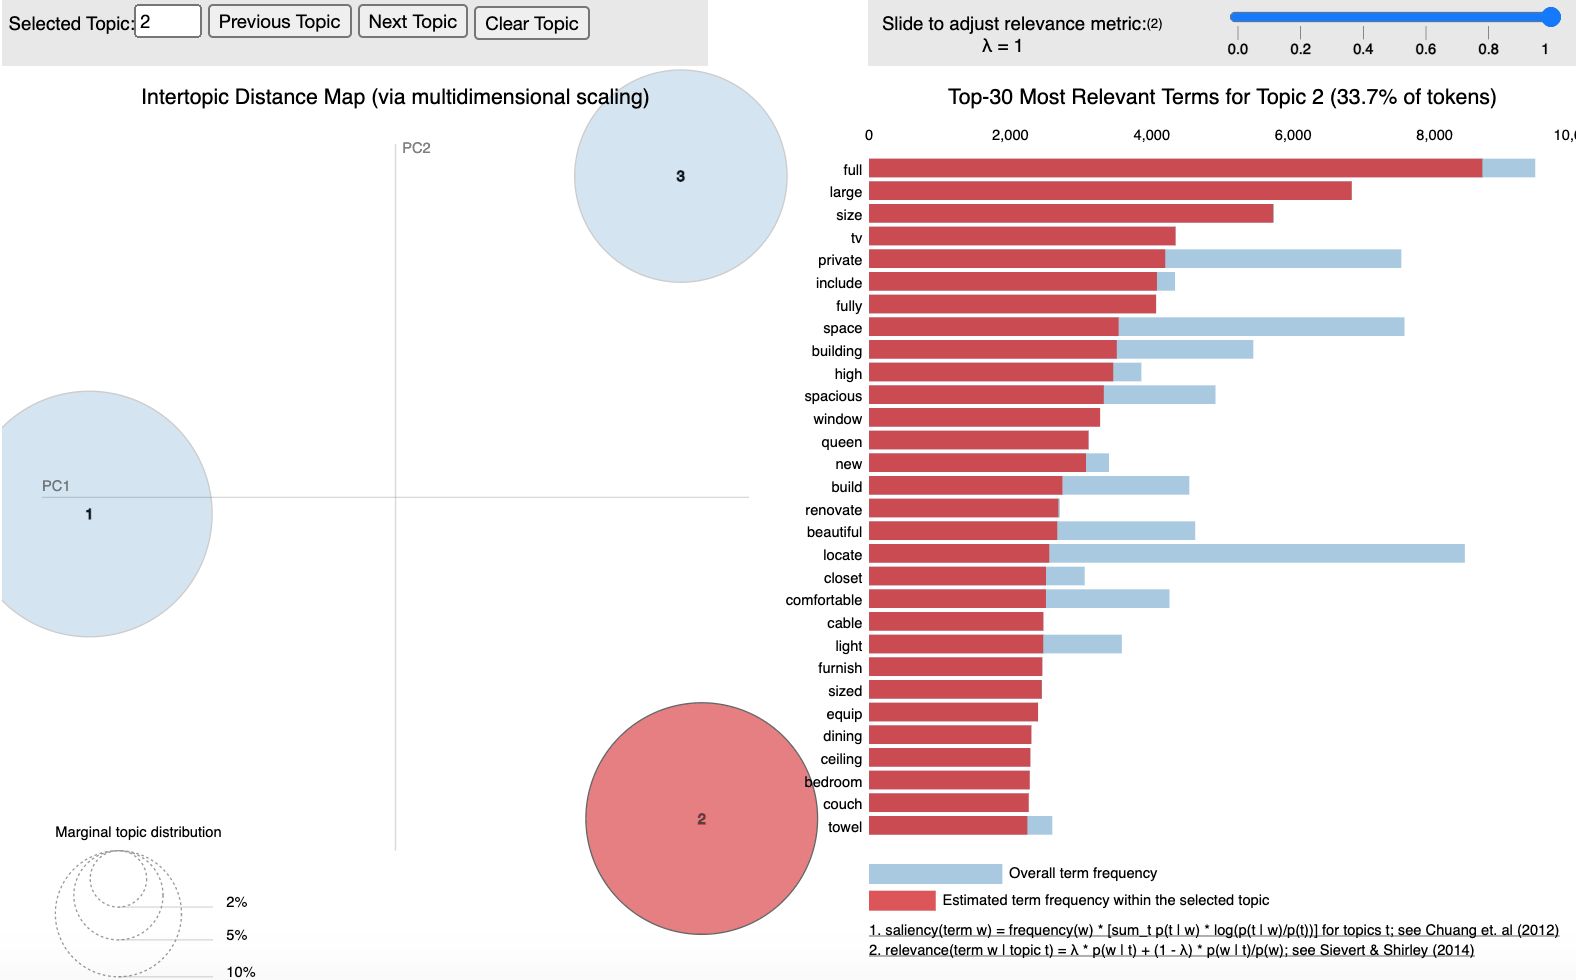 Selected Topic: 2 Previous Topic Next Topic Clear Topic
Slide to adjust relevance metric:(2)
λ = 1
0.0 0.2 0.4 0.6 0.8 1
Intertopic Distance Map (via multidimensional scaling)
PC2
PC1
3
1
2
Marginal topic distribution
2%
5%
10%
Top-30 Most Relevant Terms for Topic 2 (33.7% of tokens)
0 2,000 4,000 6,000 8,000 10,0
full
large
size
tv
private
include
fully
space
building
high
spacious
window
queen
new
build
renovate
beautiful
locate
closet
comfortable
cable
light
furnish
sized
equip
dining
ceiling
bedroom
couch
towel
Overall term frequency
Estimated term frequency within the selected topic
1. saliency(term w) = frequency(w) * [sum_t p(t | w) * log(p(t | w)/p(t))] for topics t; see Chuang et. al (2012)
2. relevance(term w | topic t) = λ * p(w | t) + (1 - λ) * p(w | t)/p(w); see Sievert & Shirley (2014)